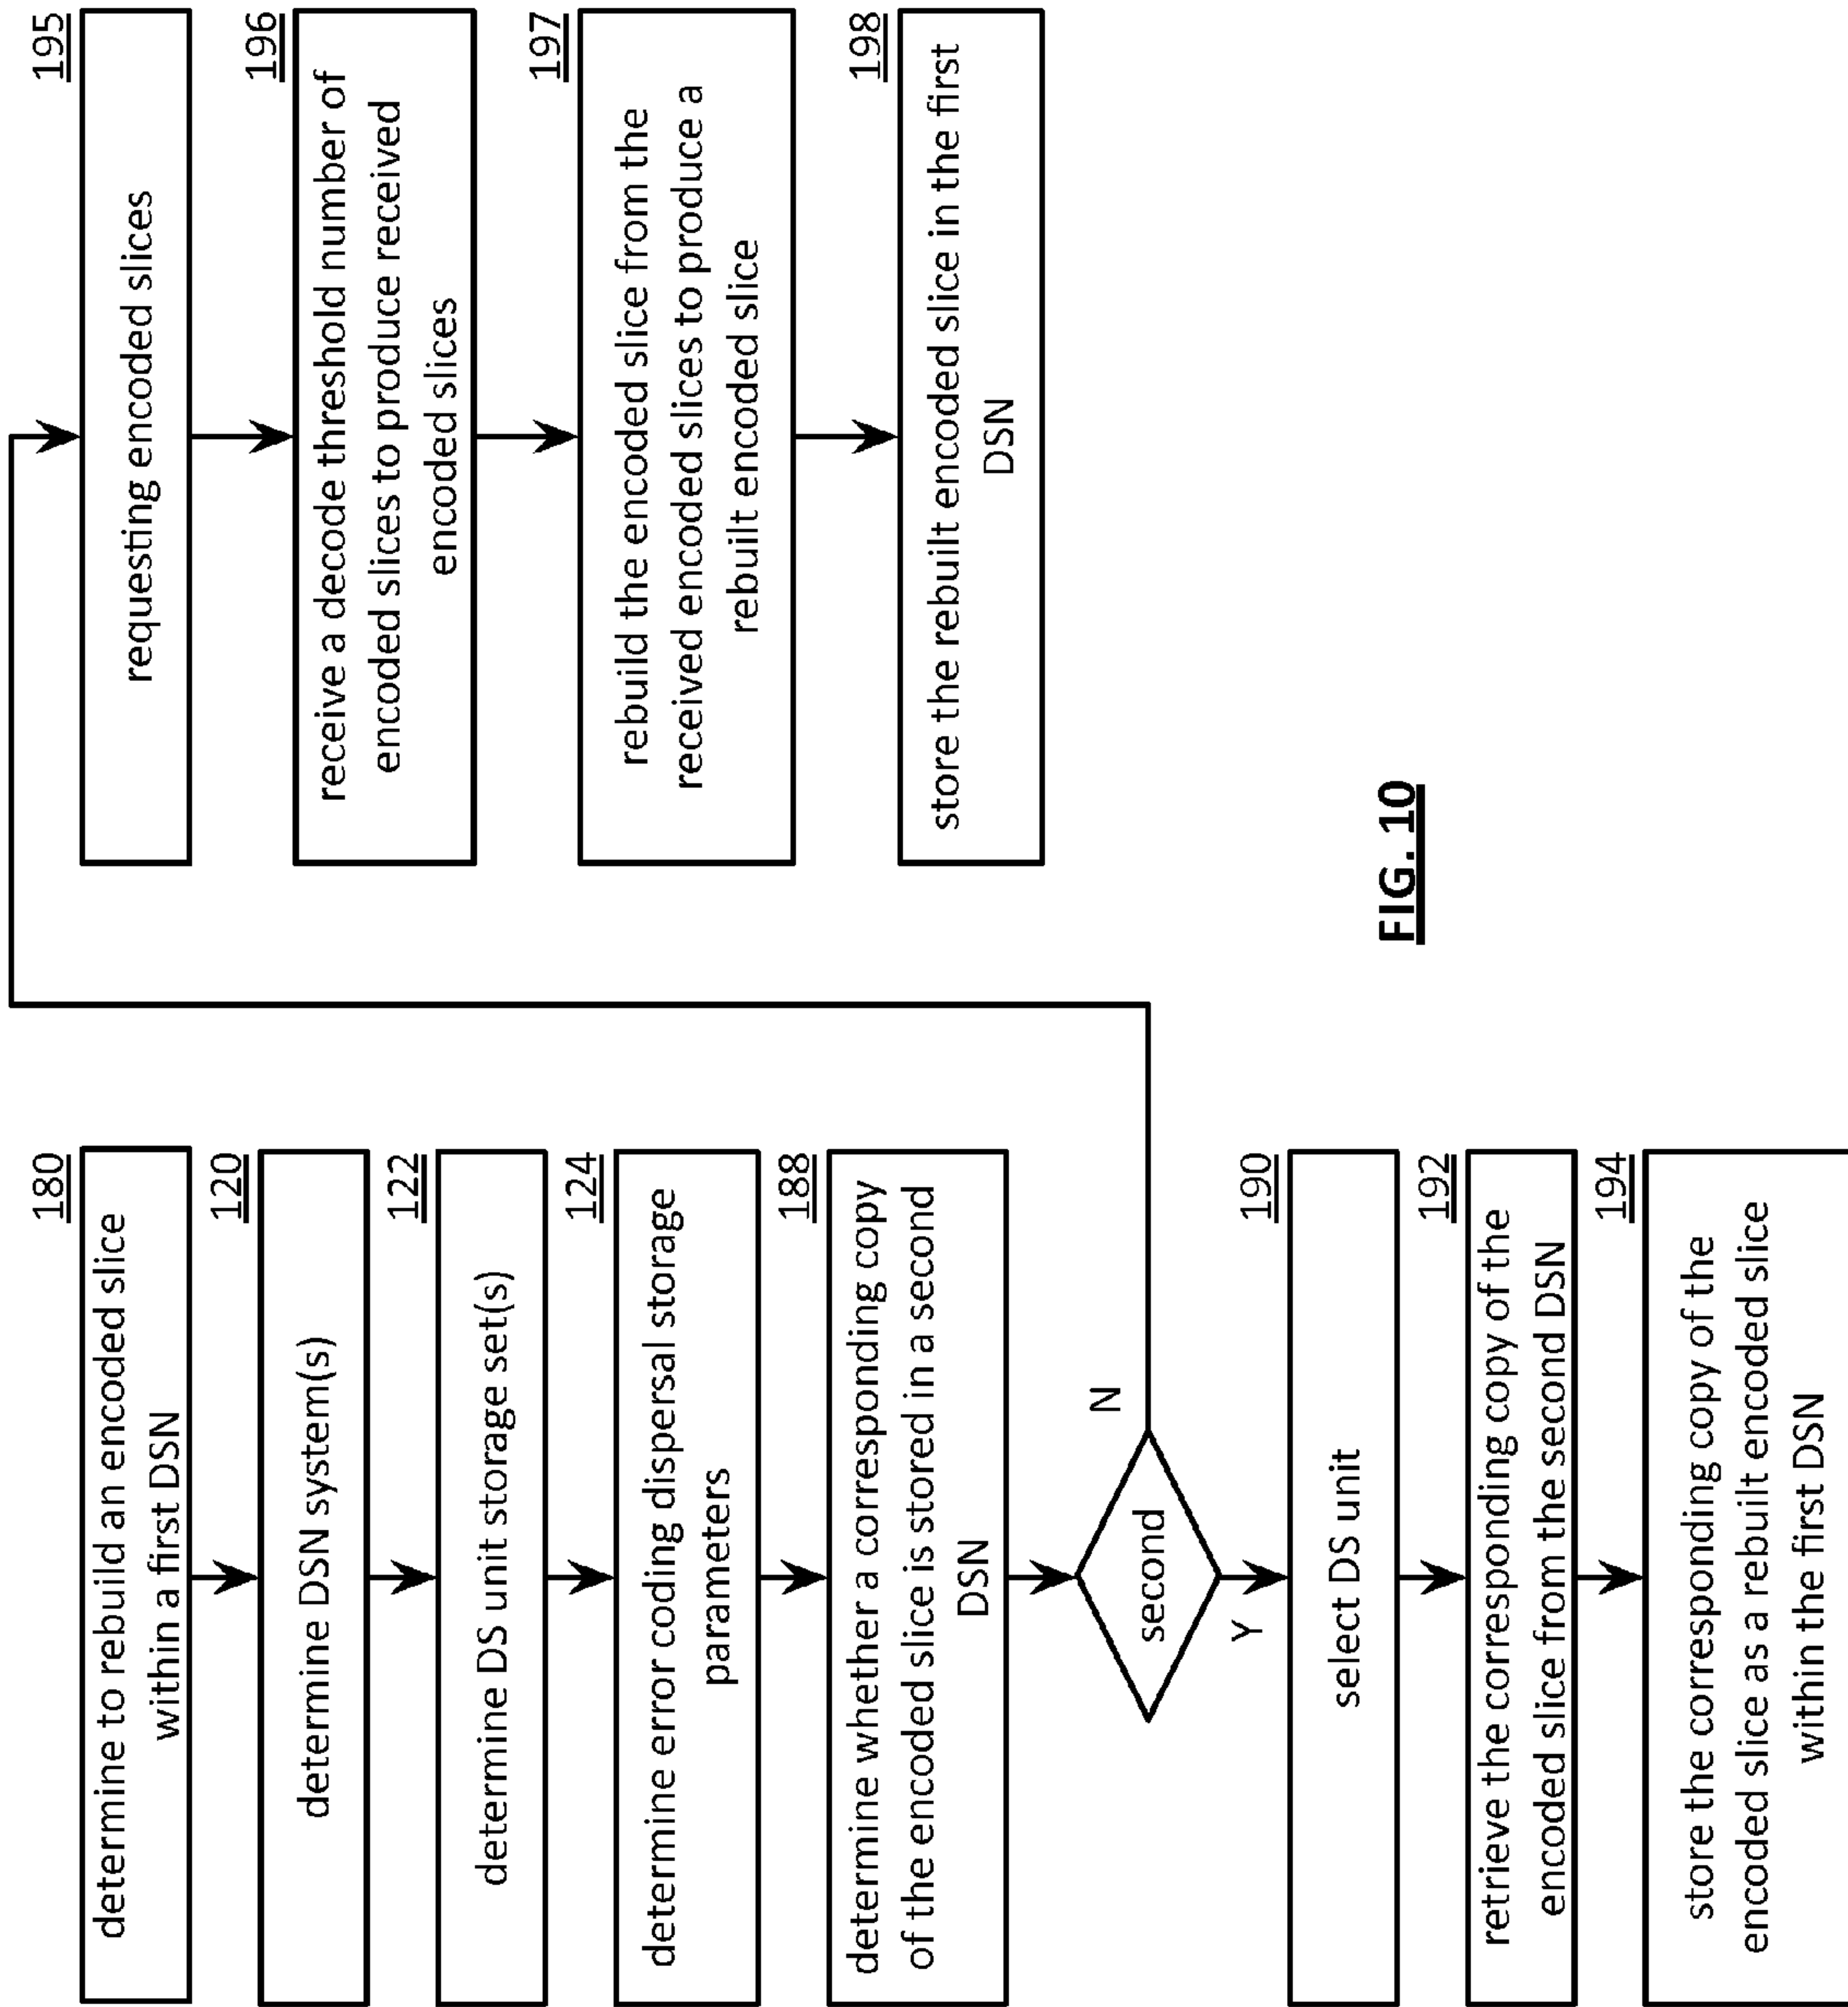 180
determine to rebuild an encoded slice
within a first DSN
120
determine DSN system(s)
122
determine DS unit storage set(s)
124
determine error coding dispersal storage
parameters
188
determine whether a corresponding copy
of the encoded slice is stored in a second
DSN
second
N
Y
190
select DS unit
192
retrieve the corresponding copy of the
encoded slice from the second DSN
194
store the corresponding copy of the
encoded slice as a rebuilt encoded slice
within the first DSN
195
requesting encoded slices
196
receive a decode threshold number of
encoded slices to produce received
encoded slices
197
rebuild the encoded slice from the
received encoded slices to produce a
rebuilt encoded slice
198
store the rebuilt encoded slice in the first
DSN
FIG. 10